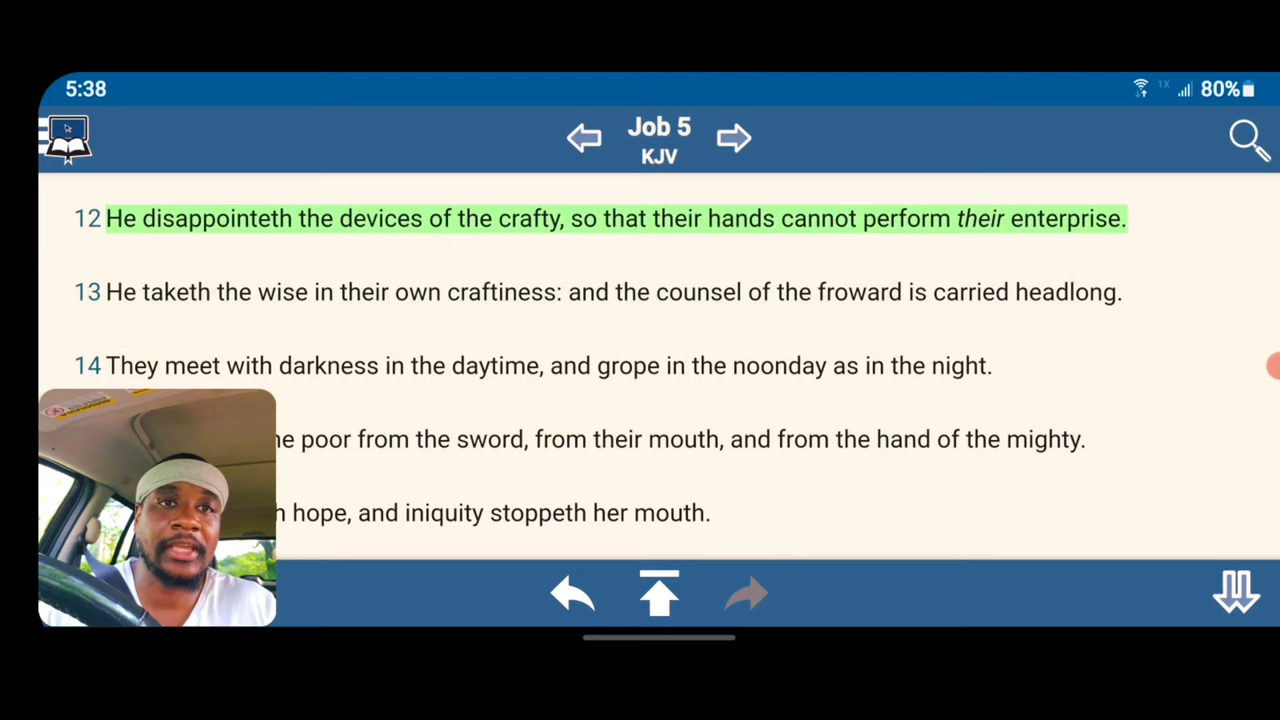 5:38
1X 80%
Job 5
KJV
12 He disappointeth the devices of the crafty, so that their hands cannot perform their enterprise.
13 He taketh the wise in their own craftiness: and the counsel of the froward is carried headlong.
14 They meet with darkness in the daytime, and grope in the noonday as in the night.
poor from the sword, from their mouth, and from the hand of the mighty.
hope, and iniquity stoppeth her mouth.